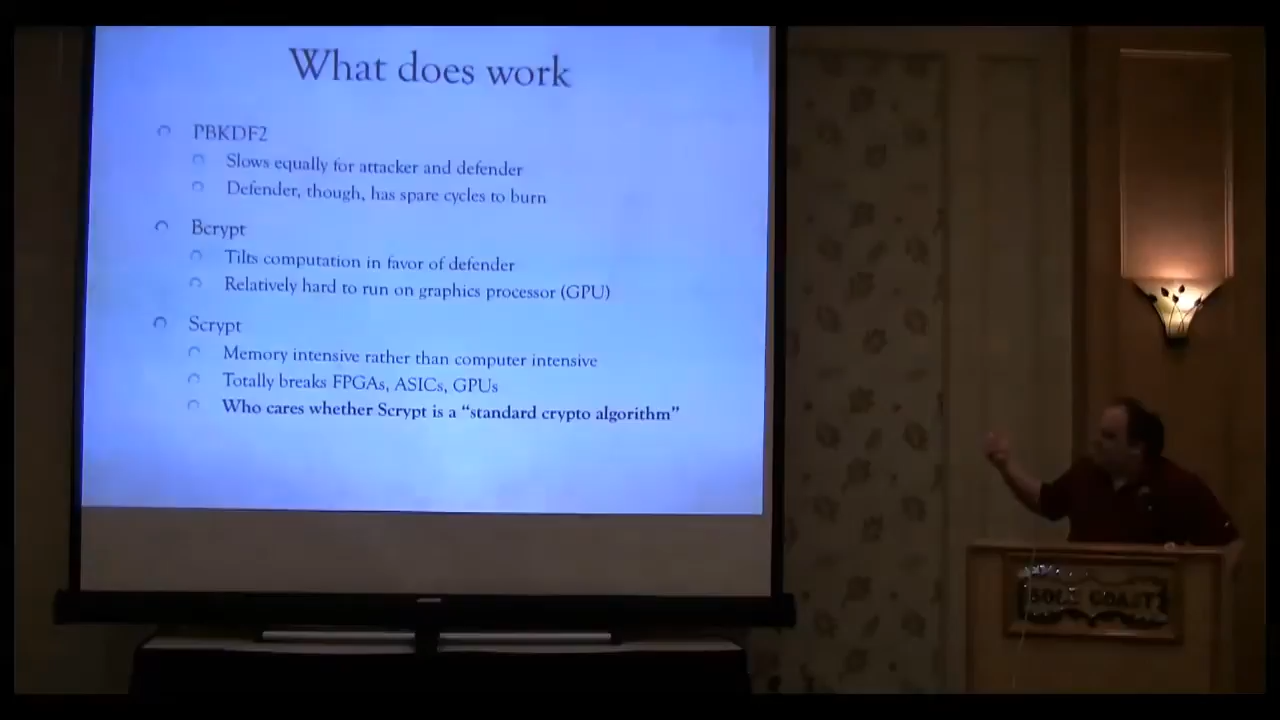 What does work
PBKDF2
Slows equally for attacker and defender
Defender, though, has spare cycles to burn
Bcrypt
Tilts computation in favor of defender
Relatively hard to run on graphics processor (GPU)
Scrypt
Memory intensive rather than computer intensive
Totally breaks FPGAs, ASICs, GPUs
Who cares whether Scrypt is a “standard crypto algorithm”
GOLD COAST